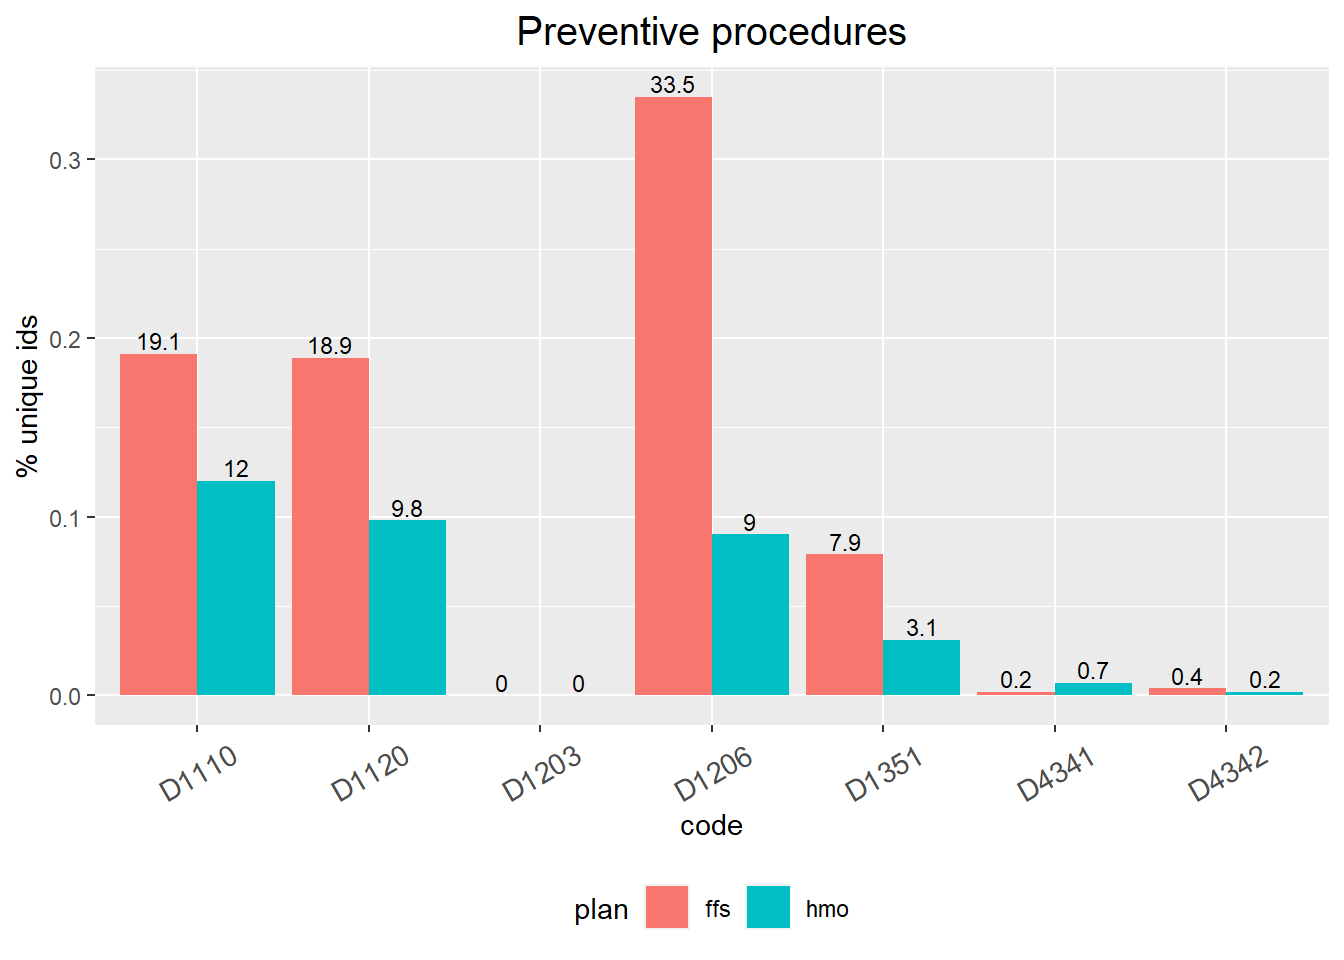 Preventive procedures
33.5
0.3
19.1
18.9
0.2
12
9.8
9
0.1
7.9
3.1
0
0
0.2
0.7
0.4
0.2
0.0
% unique ids
D1110
D1120
D1203
D1206
D1351
D4341
D4342
code
plan ffs hmo